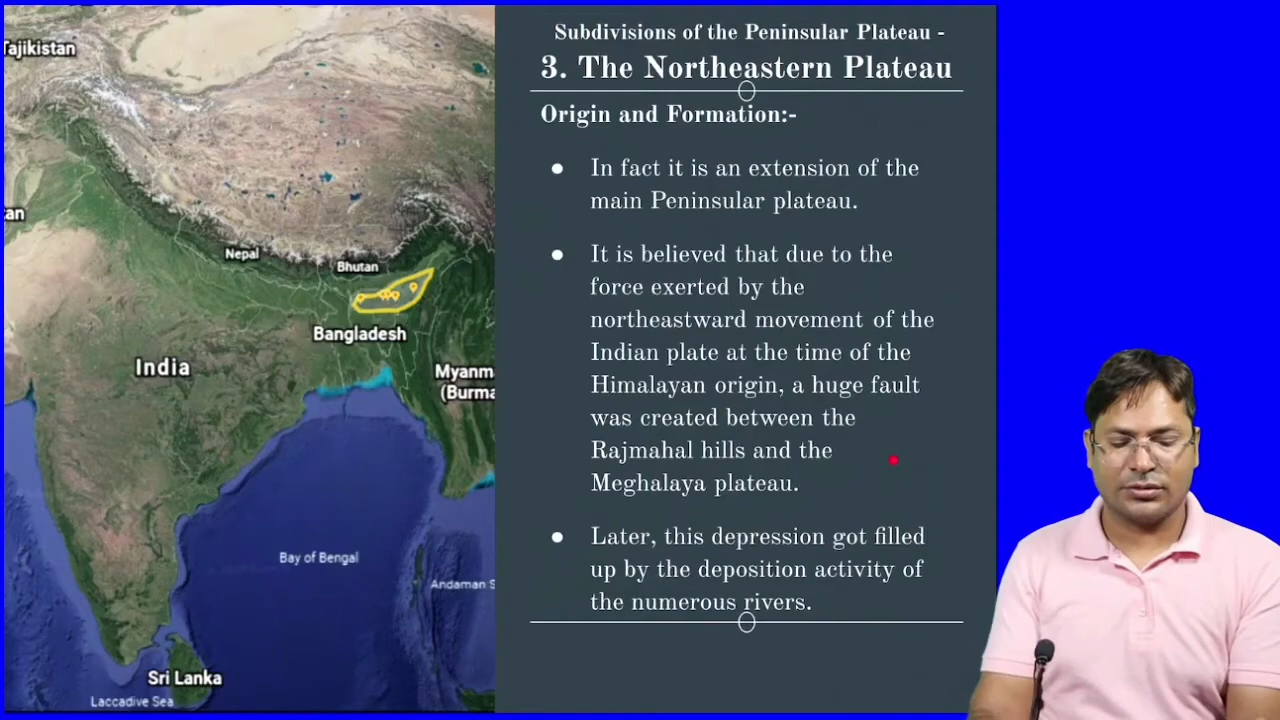 Tajikistan
an
Nepal
Bhutan
Bangladesh
India
Myanm
(Burma
Bay of Bengal
Andaman S
Sri Lanka
Laccadive Sea
Subdivisions of the Peninsular Plateau -
3. The Northeastern Plateau
Origin and Formation:-
● In fact it is an extension of the
main Peninsular plateau.
● It is believed that due to the
force exerted by the
northeastward movement of the
Indian plate at the time of the
Himalayan origin, a huge fault
was created between the
Rajmahal hills and the
Meghalaya plateau.
● Later, this depression got filled
up by the deposition activity of
the numerous rivers.